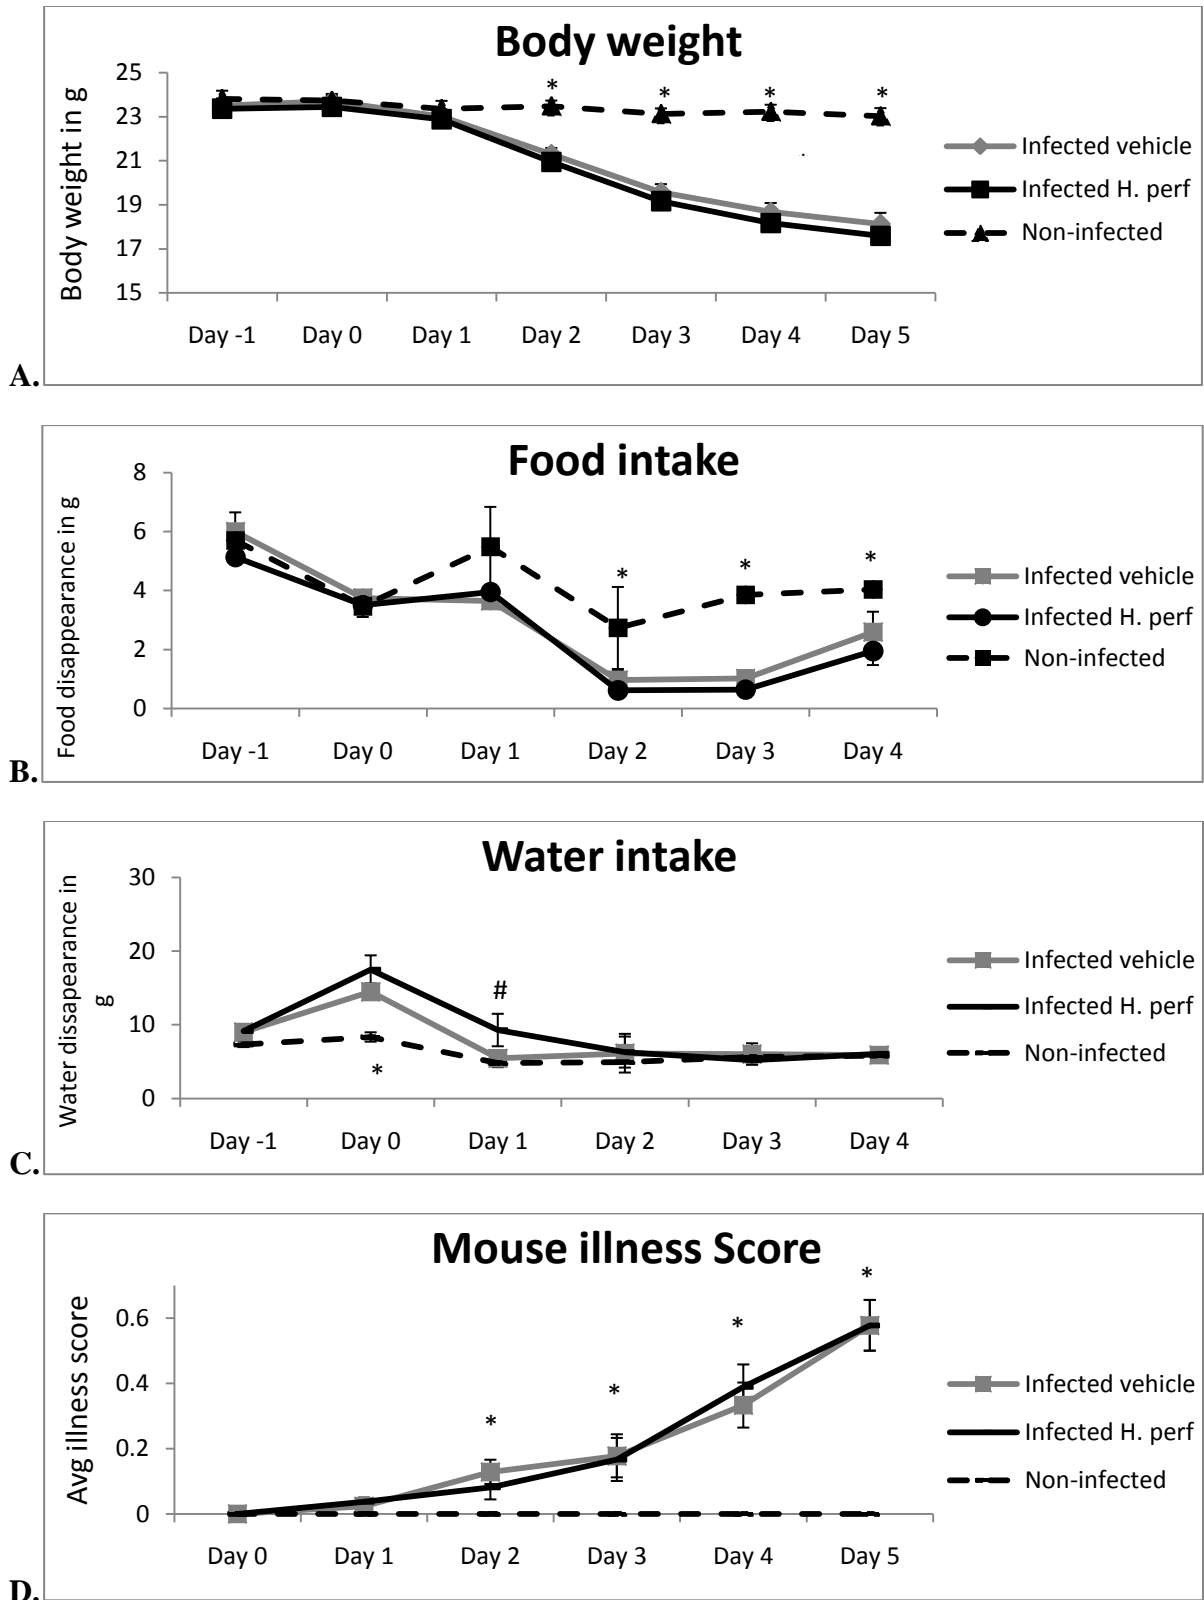 Body weight
Body weight in g
25
23
21
19
17
15
* * * *
Day -1 Day 0 Day 1 Day 2 Day 3 Day 4 Day 5
Infected vehicle
Infected H. perf
Non-infected
A.
Food intake
Food disappearance in g
8
6
4
2
0
* * *
Day -1 Day 0 Day 1 Day 2 Day 3 Day 4
Infected vehicle
Infected H. perf
Non-infected
B.
Water intake
Water dissapearance in
g
30
20
10
0
#
*
Day -1 Day 0 Day 1 Day 2 Day 3 Day 4
Infected vehicle
Infected H. perf
Non-infected
C.
Mouse illness Score
Avg illness score
0.6
0.4
0.2
0
* * * *
Day 0 Day 1 Day 2 Day 3 Day 4 Day 5
Infected vehicle
Infected H. perf
Non-infected
D.